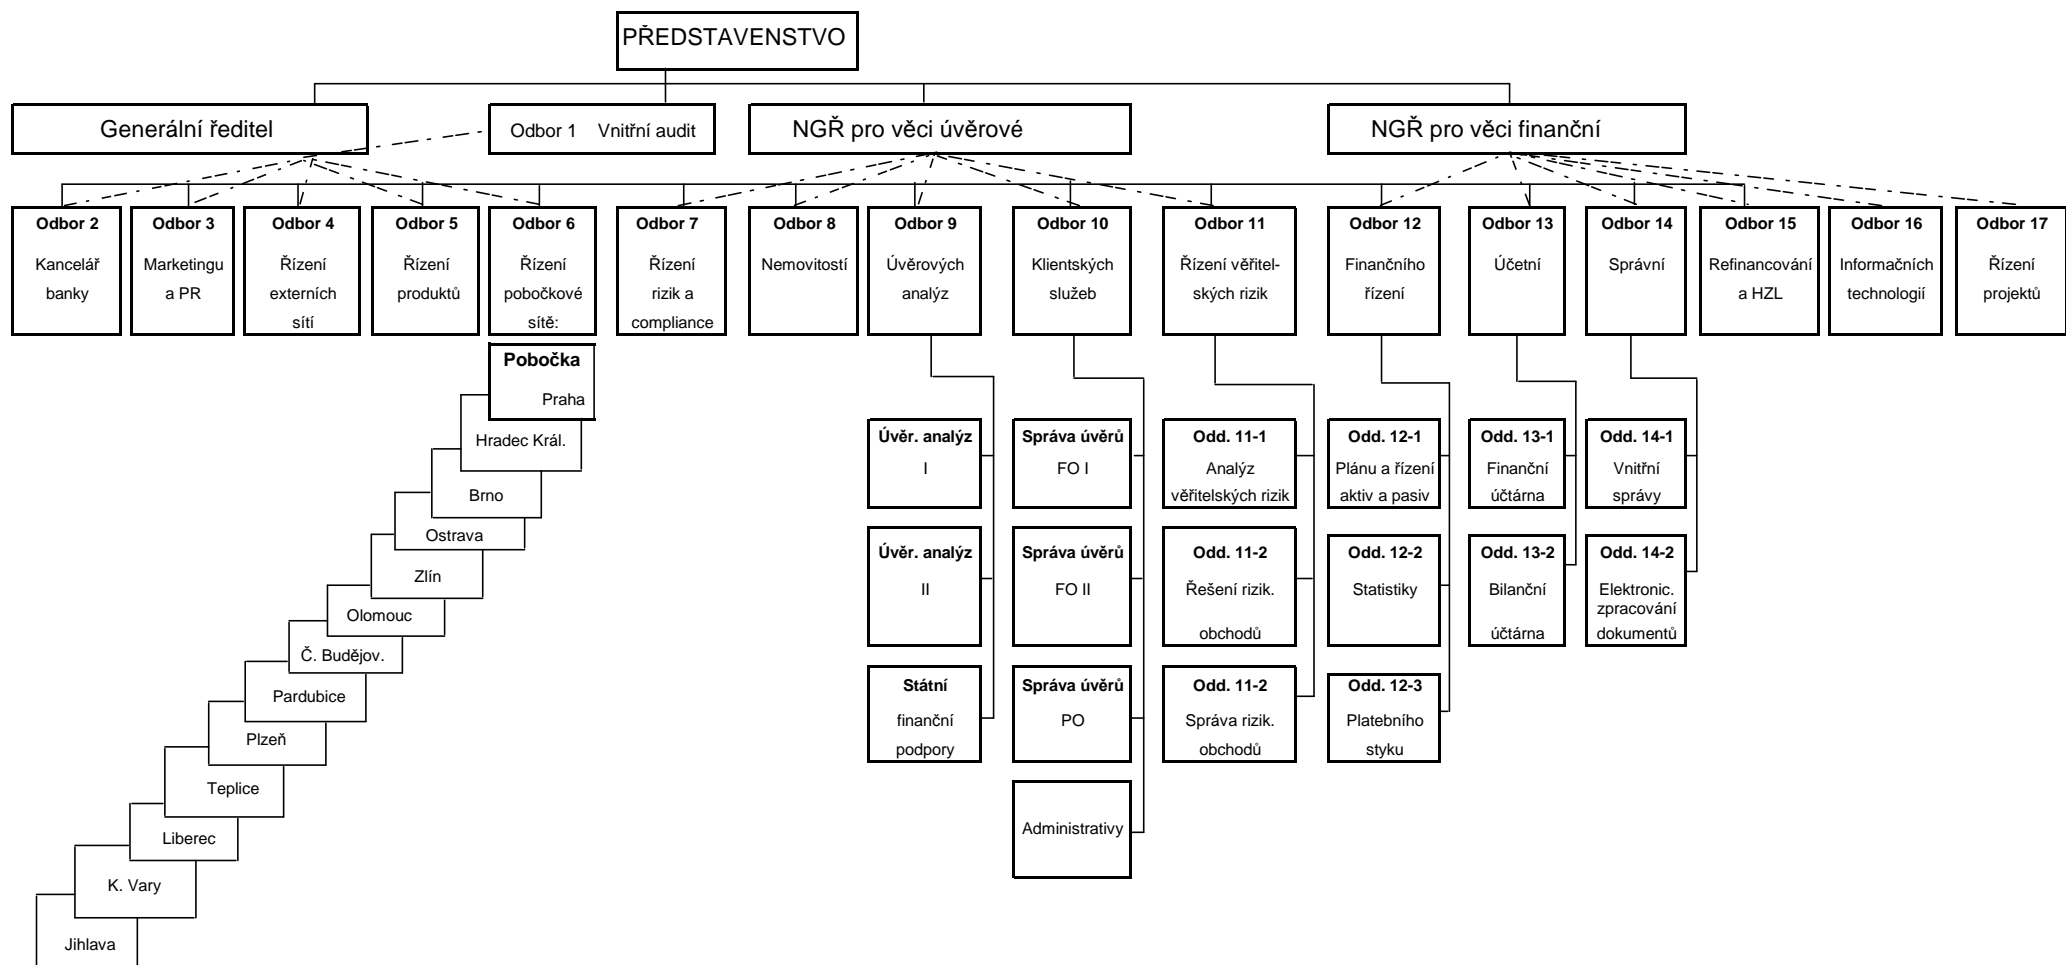 PŘEDSTAVENSTVO
Generální ředitel
Odbor 1 Vnitřní audit
NGŘ pro věci úvěrové
NGŘ pro věci finanční
Odbor 2
Kancelář
banky
Odbor 3
Marketingu
a PR
Odbor 4
Řízení
externích
sítí
Odbor 5
Řízení
produktů
Odbor 6
Řízení
pobočkové
sítě:
Odbor 7
Řízení
rizik a
compliance
Odbor 8
Nemovitostí
Odbor 9
Úvěrových
analýz
Odbor 10
Klientských
služeb
Odbor 11
Řízení věřitel-
ských rizik
Odbor 12
Finančního
řízení
Odbor 13
Účetní
Odbor 14
Správní
Odbor 15
Refinancování
a HZL
Odbor 16
Informačních
technologií
Odbor 17
Řízení
projektů
Pobočka
Praha
Hradec Král.
Brno
Ostrava
Zlín
Olomouc
Č. Budějov.
Pardubice
Plzeň
Teplice
Liberec
K. Vary
Jihlava
Úvěr. analýz
I
Úvěr. analýz
II
Státní
finanční
podpory
Správa úvěrů
FO I
Správa úvěrů
FO II
Správa úvěrů
PO
Administrativy
Odd. 11-1
Analýz
věřitelských rizik
Odd. 11-2
Řešení rizik.
obchodů
Odd. 11-2
Správa rizik.
obchodů
Odd. 12-1
Plánu a řízení
aktiv a pasiv
Odd. 12-2
Statistiky
Odd. 12-3
Platebního
styku
Odd. 13-1
Finanční
účtárna
Odd. 13-2
Bilanční
účtárna
Odd. 14-1
Vnitřní
správy
Odd. 14-2
Elektronic.
zpracování
dokumentů